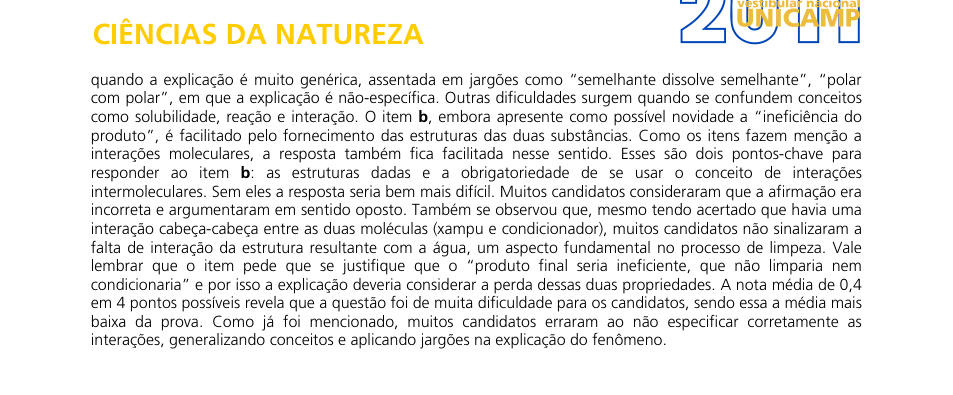 vestibular nacional
2011
UNICAMP
CIÊNCIAS DA NATUREZA
quando a explicação é muito genérica, assentada em jargões como “semelhante dissolve semelhante”, “polar
com polar”, em que a explicação é não-específica. Outras dificuldades surgem quando se confundem conceitos
como solubilidade, reação e interação. O item b, embora apresente como possível novidade a “ineficiência do
produto”, é facilitado pelo fornecimento das estruturas das duas substâncias. Como os itens fazem menção a
interações moleculares, a resposta também fica facilitada nesse sentido. Esses são dois pontos-chave para
responder ao item b: as estruturas dadas e a obrigatoriedade de se usar o conceito de interações
intermoleculares. Sem eles a resposta seria bem mais difícil. Muitos candidatos consideraram que a afirmação era
incorreta e argumentaram em sentido oposto. Também se observou que, mesmo tendo acertado que havia uma
interação cabeça-cabeça entre as duas moléculas (xampu e condicionador), muitos candidatos não sinalizaram a
falta de interação da estrutura resultante com a água, um aspecto fundamental no processo de limpeza. Vale
lembrar que o item pede que se justifique que o “produto final seria ineficiente, que não limparia nem
condicionaria” e por isso a explicação deveria considerar a perda dessas duas propriedades. A nota média de 0,4
em 4 pontos possíveis revela que a questão foi de muita dificuldade para os candidatos, sendo essa a média mais
baixa da prova. Como já foi mencionado, muitos candidatos erraram ao não especificar corretamente as
interações, generalizando conceitos e aplicando jargões na explicação do fenômeno.